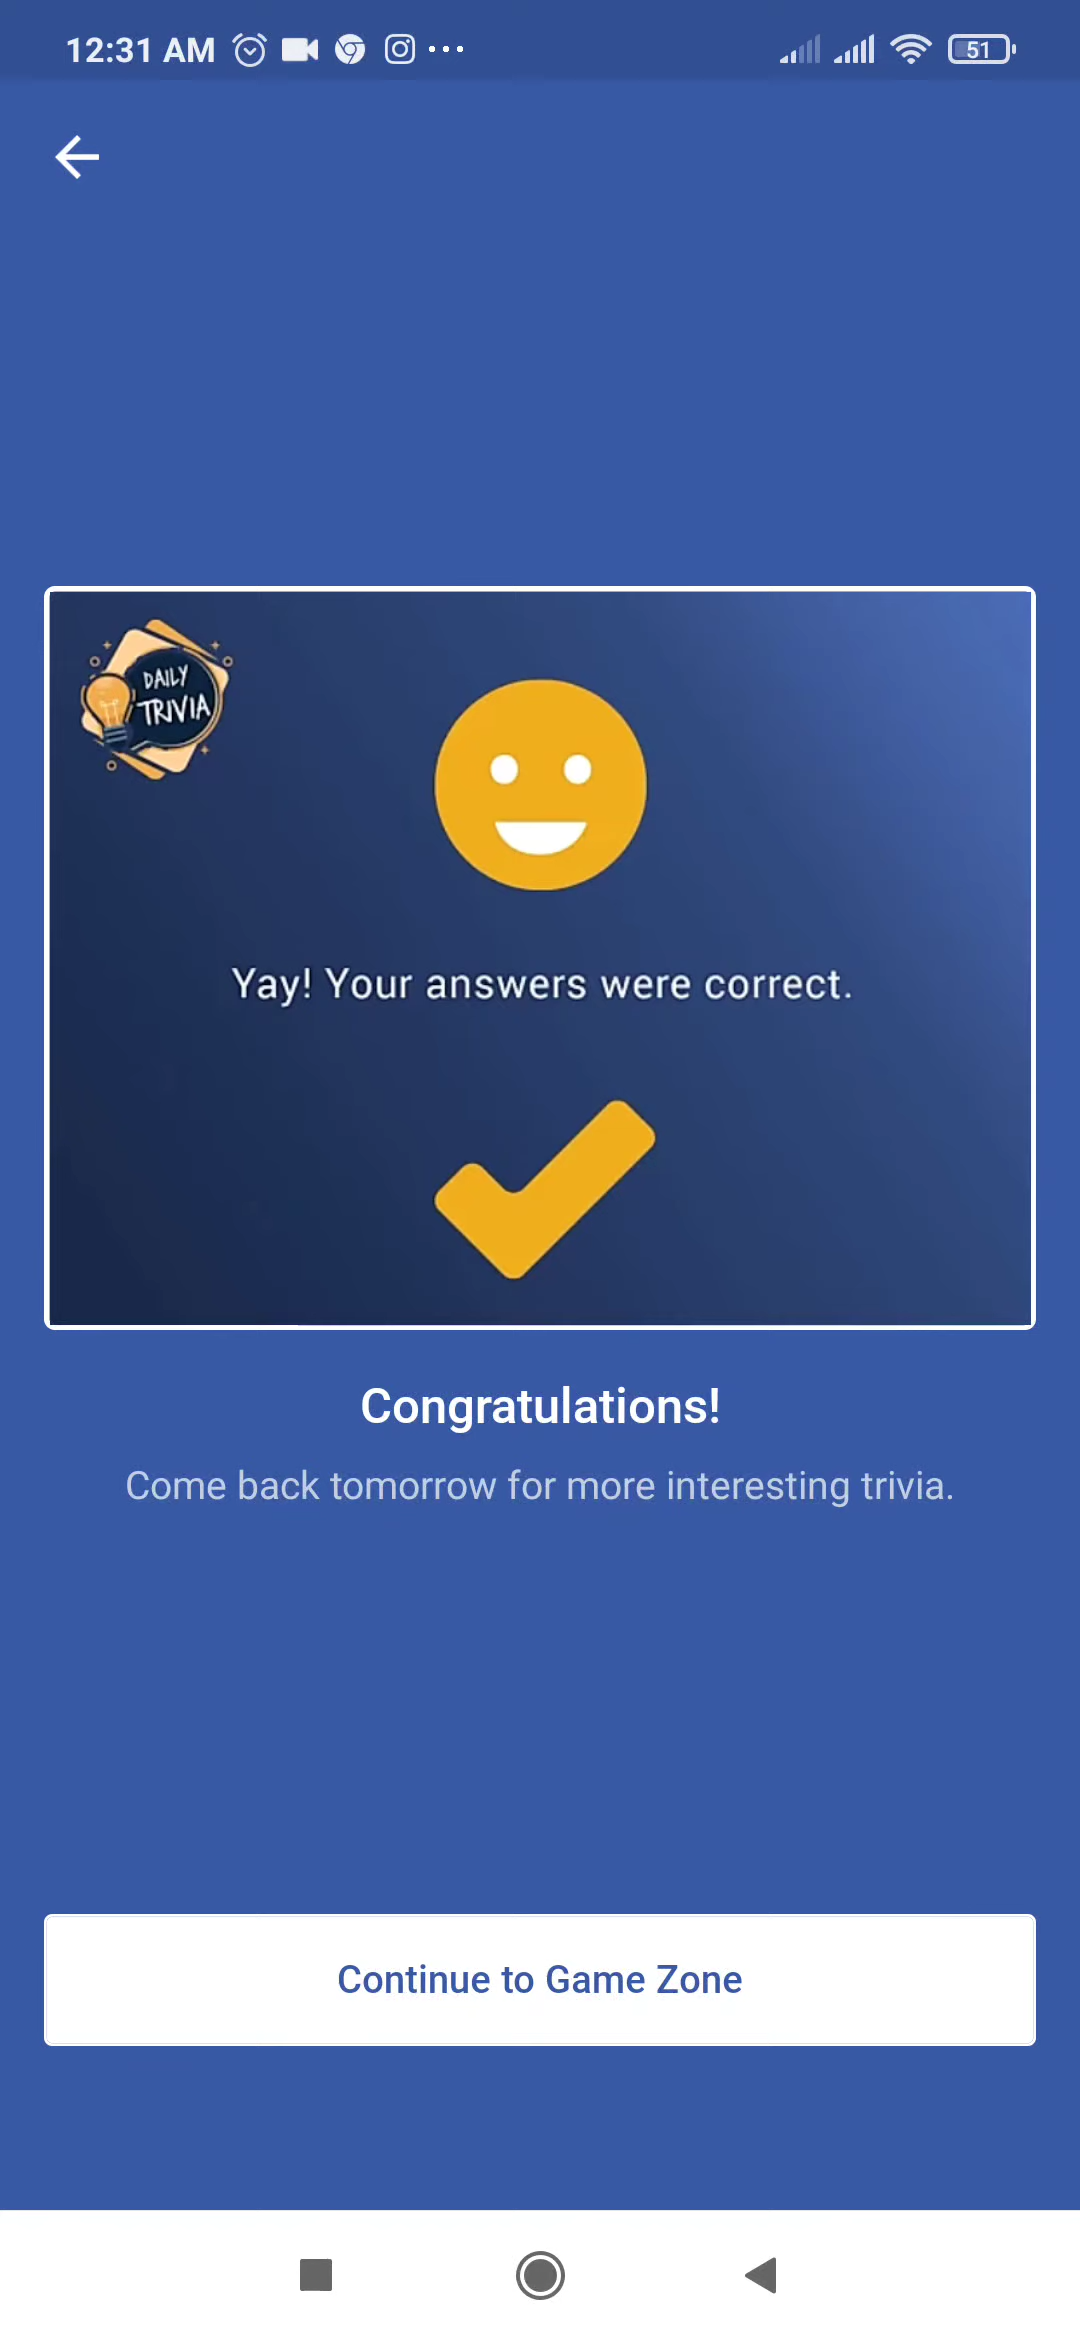 12:31 AM
51
DAILY
TRIVIA
Yay! Your answers were correct.
Congratulations!
Come back tomorrow for more interesting trivia.
Continue to Game Zone